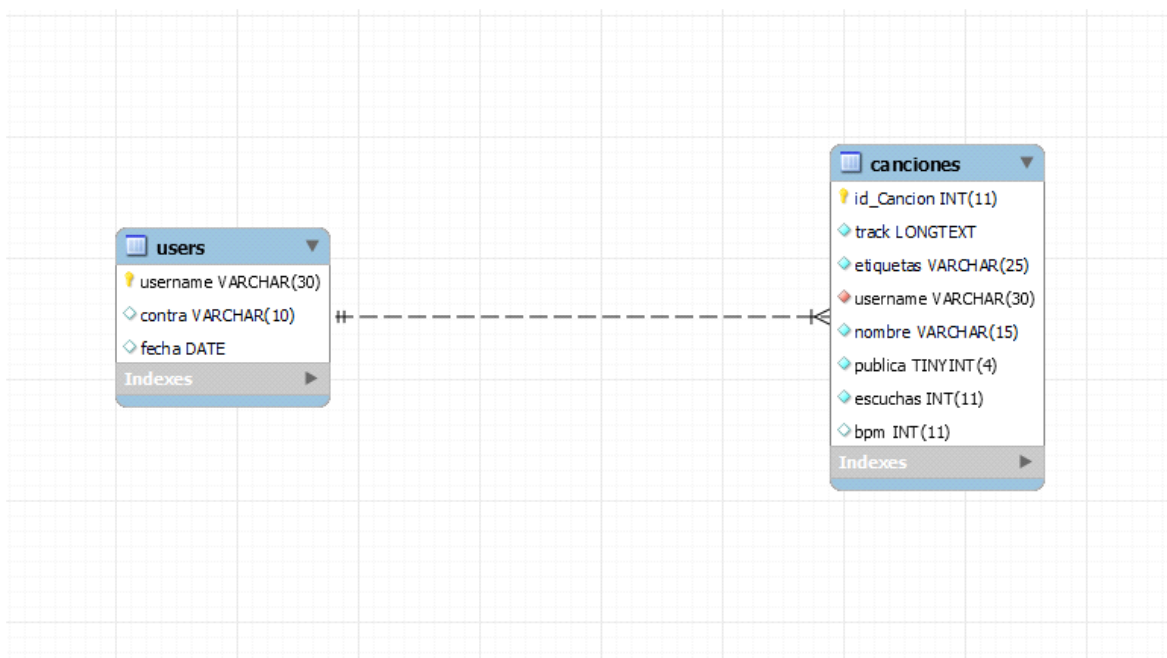 users
username VARCHAR(30)
contra VARCHAR(10)
fecha DATE
Indexes
canciones
id_Cancion INT(11)
track LONGTEXT
etiquetas VARCHAR(25)
username VARCHAR(30)
nombre VARCHAR(15)
publica TINYINT(4)
escuchas INT(11)
bpm INT(11)
Indexes